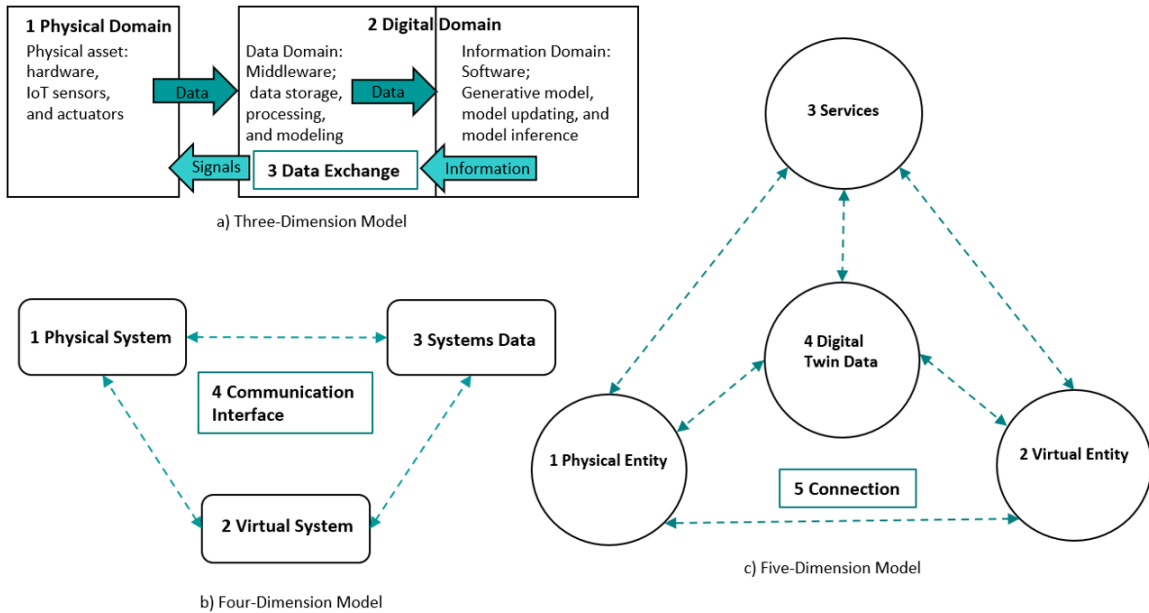 1 Physical Domain
Physical asset:
hardware,
IoT sensors,
and actuators
Data
2 Digital Domain
Data Domain:
Middleware;
data storage,
processing,
and modeling
Data
Information Domain:
Software;
Generative model,
model updating, and
model inference
Signals
3 Data Exchange
Information
a) Three-Dimension Model
1 Physical System
3 Systems Data
4 Communication
Interface
2 Virtual System
b) Four-Dimension Model
3 Services
4 Digital
Twin Data
1 Physical Entity
2 Virtual Entity
5 Connection
c) Five-Dimension Model